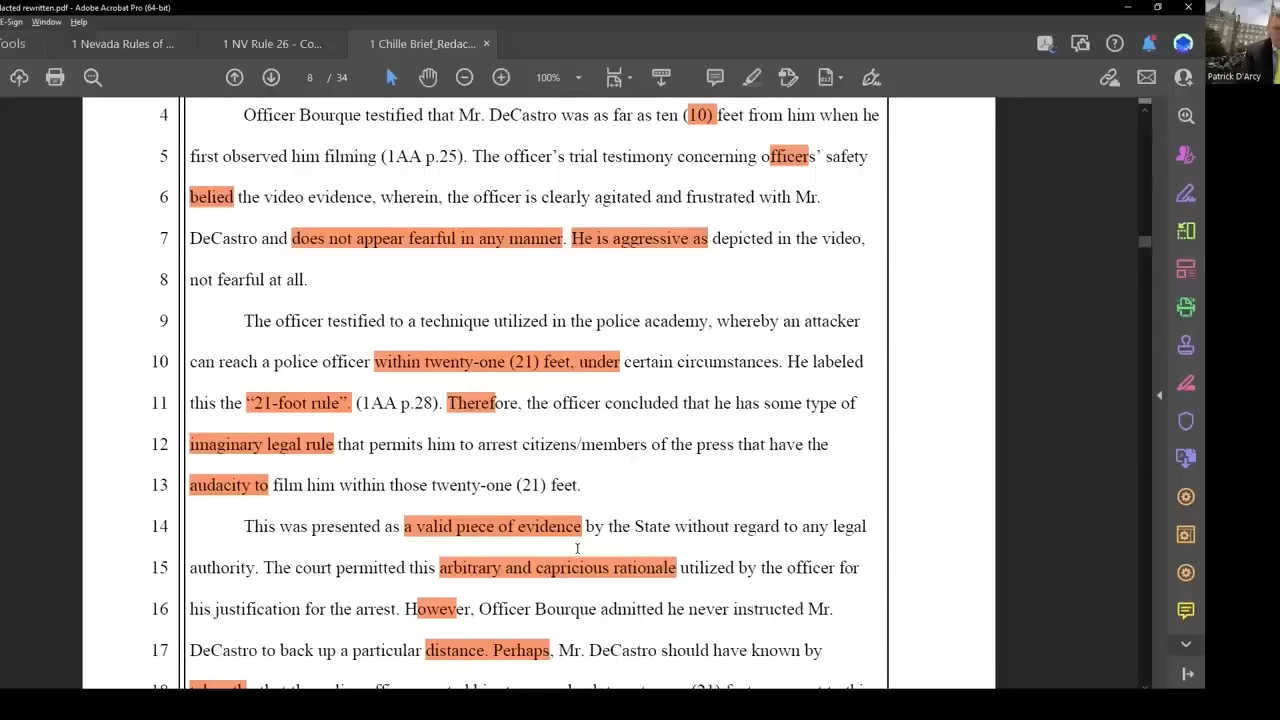 dacted rewritten.pdf - Adobe Acrobat Pro (64-bit)
E-Sign Window Help
Tools 1 Nevada Rules of ... 1 NV Rule 26 - Co... 1 Chille Brief_Redac... ×
8 / 34 100%
Patrick D'Arcy
4 Officer Bourque testified that Mr. DeCastro was as far as ten (10) feet from him when he
5 first observed him filming (1AA p.25). The officer's trial testimony concerning officers' safety
6 belied the video evidence, wherein, the officer is clearly agitated and frustrated with Mr.
7 DeCastro and does not appear fearful in any manner. He is aggressive as depicted in the video,
8 not fearful at all.
9 The officer testified to a technique utilized in the police academy, whereby an attacker
10 can reach a police officer within twenty-one (21) feet, under certain circumstances. He labeled
11 this the “21-foot rule”. (1AA p.28). Therefore, the officer concluded that he has some type of
12 imaginary legal rule that permits him to arrest citizens/members of the press that have the
13 audacity to film him within those twenty-one (21) feet.
14 This was presented as a valid piece of evidence by the State without regard to any legal
15 authority. The court permitted this arbitrary and capricious rationale utilized by the officer for
16 his justification for the arrest. However, Officer Bourque admitted he never instructed Mr.
17 DeCastro to back up a particular distance. Perhaps, Mr. DeCastro should have known by